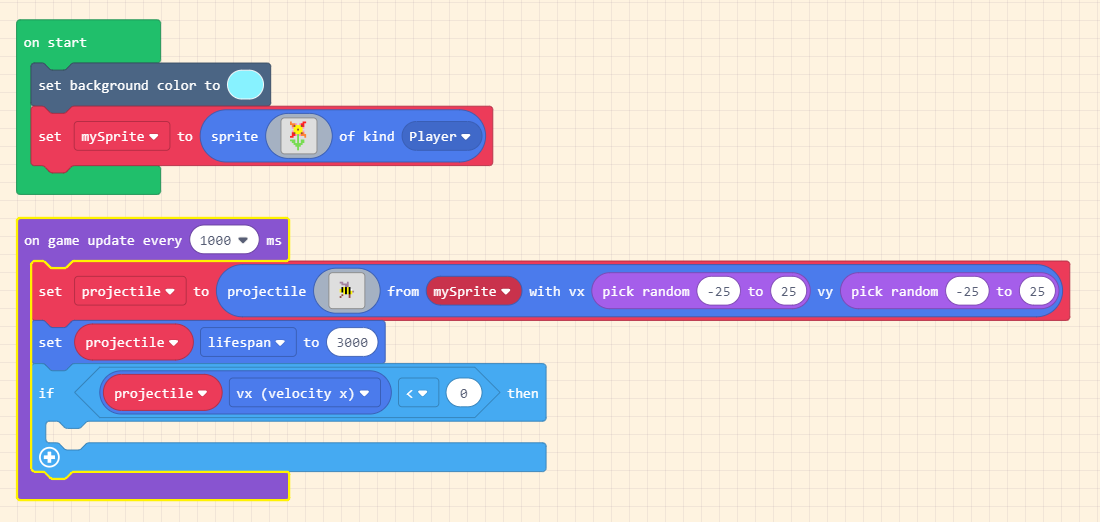 on start
set background color to
set mySprite to sprite of kind Player
on game update every 1000 ms
set projectile to projectile from mySprite with vx pick random -25 to 25 vy pick random -25 to 25
set projectile lifespan to 3000
if projectile vx (velocity x) < 0 then